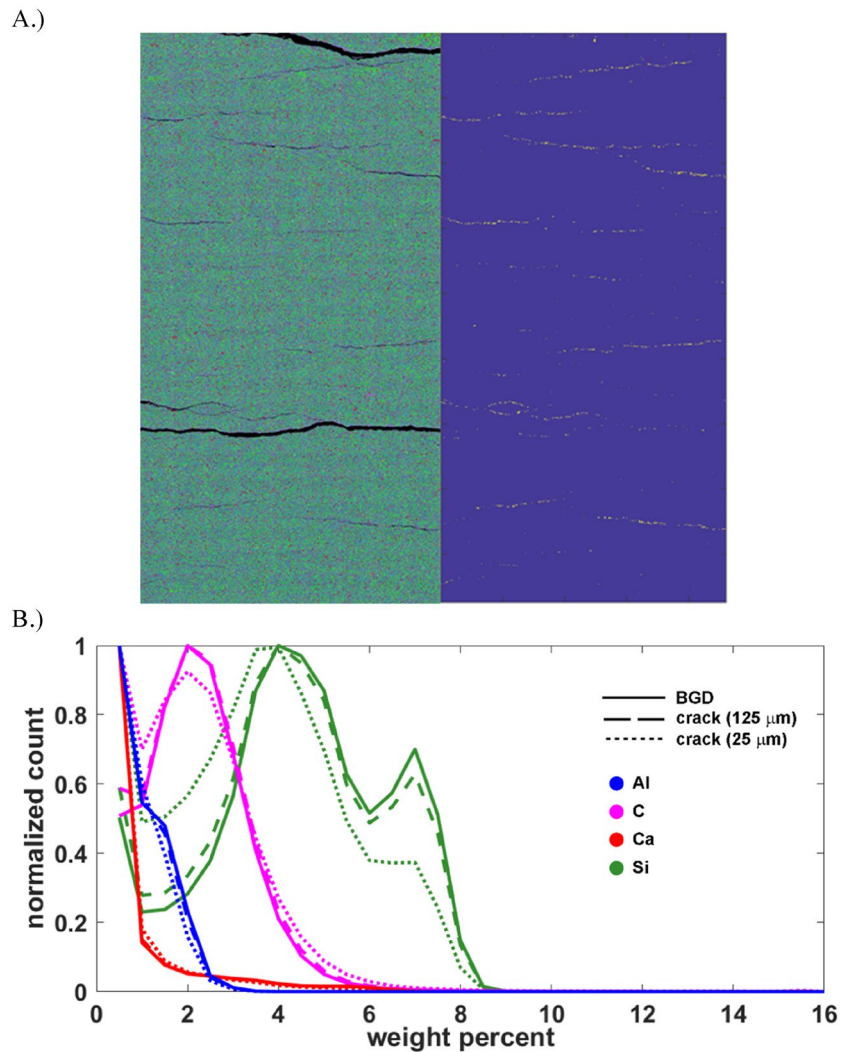 A.)
B.)
1
0.8
0.6
0.4
0.2
0
normalized count
BGD
crack (125 μm)
crack (25 μm)
Al
C
Ca
Si
0 2 4 6 8 10 12 14 16
weight percent